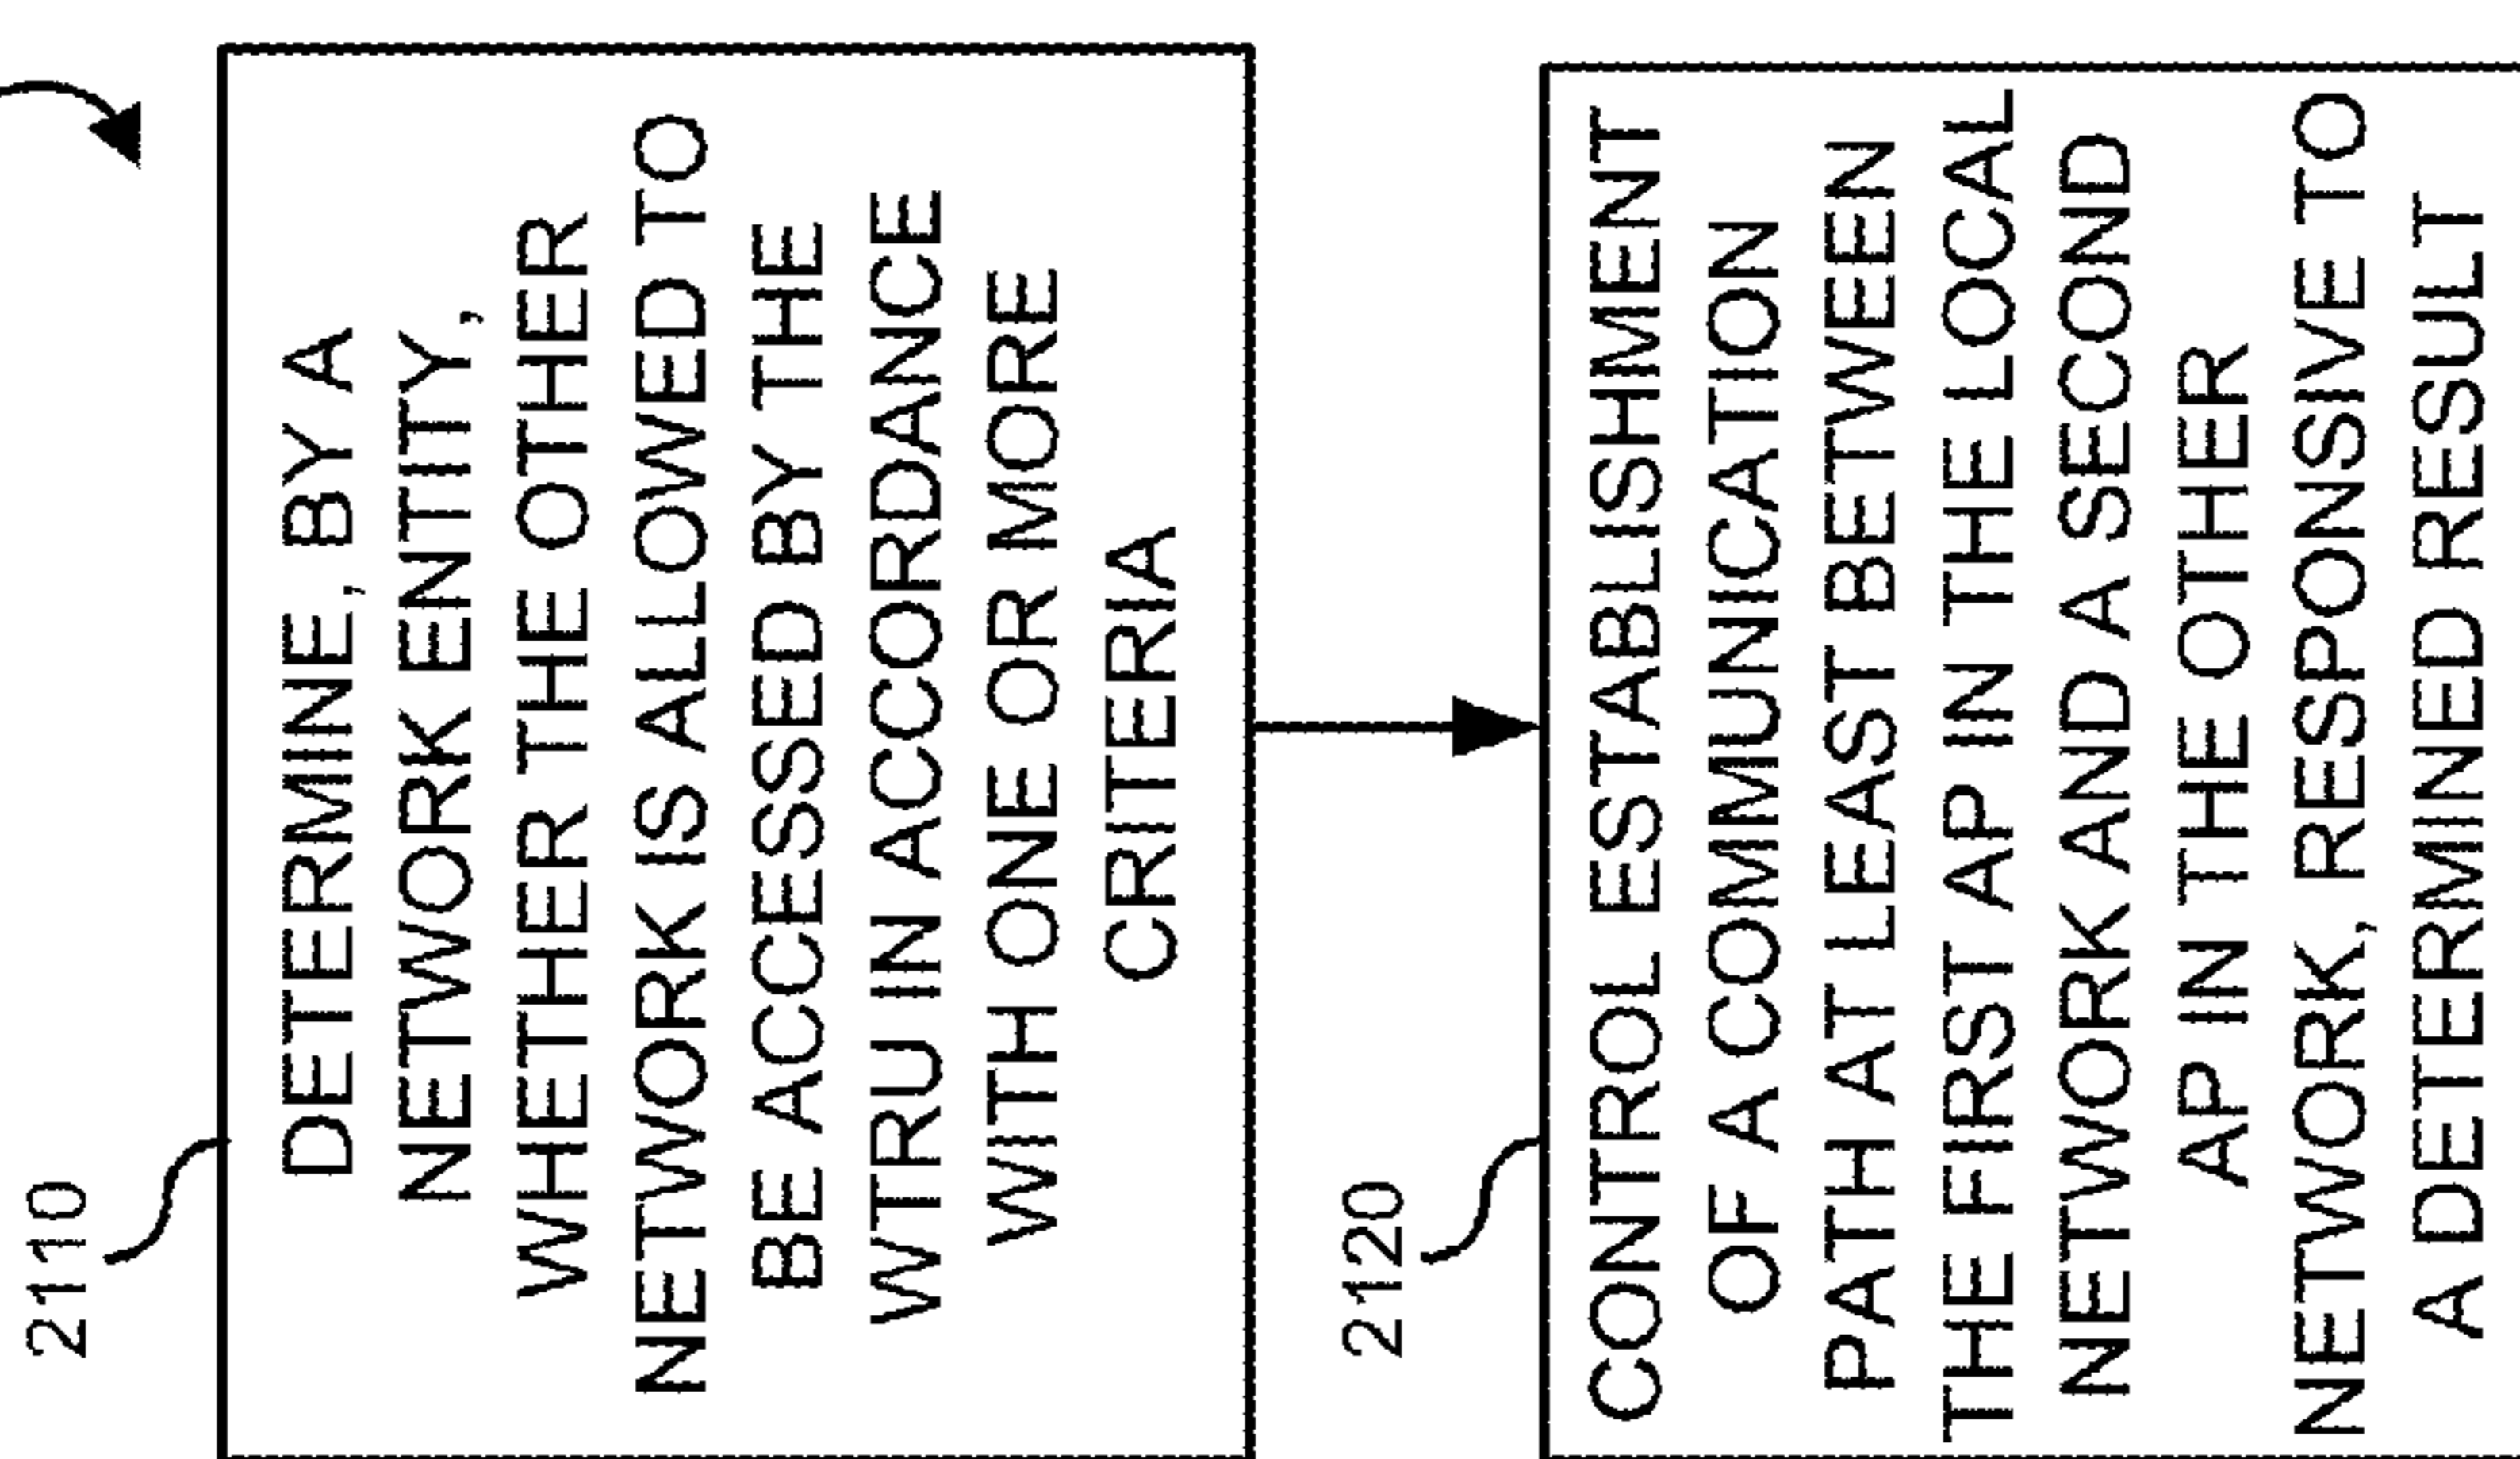 2110
DETERMINE, BY A
NETWORK ENTITY,
WHETHER THE OTHER
NETWORK IS ALLOWED TO
BE ACCESSED BY THE
WTRU IN ACCORDANCE
WITH ONE OR MORE
CRITERIA
2120
CONTROL ESTABLISHMENT
OF A COMMUNICATION
PATH AT LEAST BETWEEN
THE FIRST AP IN THE LOCAL
NETWORK AND A SECOND
AP IN THE OTHER
NETWORK, RESPONSIVE TO
A DETERMINED RESULT